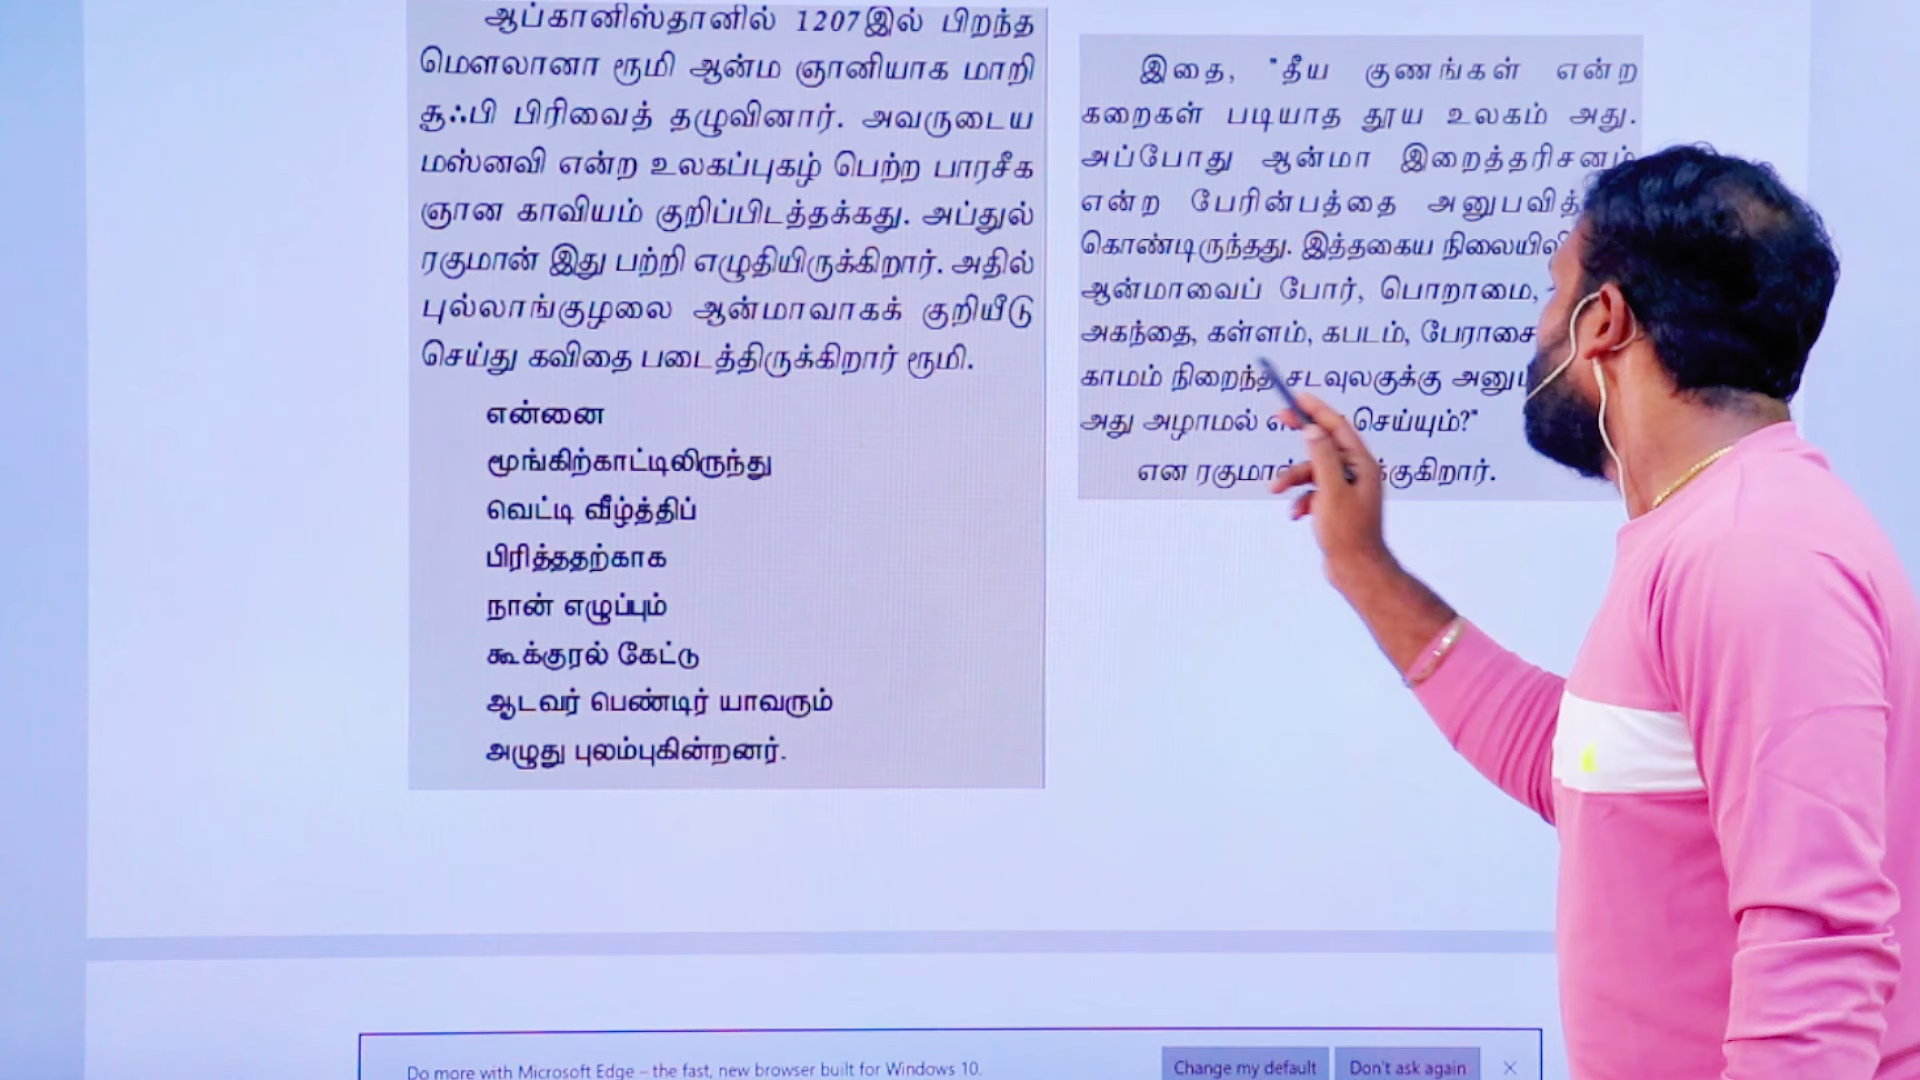 ஆப்கானிஸ்தானில் 1207இல் பிறந்த
மௌலானா ரூமி ஆன்ம ஞானியாக மாறி
சூஃபி பிரிவைத் தழுவினார். அவருடைய
மஸ்னவி என்ற உலகப்புகழ் பெற்ற பாரசீக
ஞான காவியம் குறிப்பிடத்தக்கது. அப்துல்
ரகுமான் இது பற்றி எழுதியிருக்கிறார். அதில்
புல்லாங்குழலை ஆன்மாவாகக் குறியீடு
செய்து கவிதை படைத்திருக்கிறார் ரூமி.
என்னை
மூங்கிற்காட்டிலிருந்து
வெட்டி வீழ்த்திப்
பிரித்ததற்காக
நான் எழுப்பும்
கூக்குரல் கேட்டு
ஆடவர் பெண்டிர் யாவரும்
அழுது புலம்புகின்றனர்.
இதை, "தீய குணங்கள் என்ற
கறைகள் படியாத தூய உலகம் அது.
அப்போது ஆன்மா இறைத்தரிசனம்
என்ற பேரின்பத்தை
கொண்டிருந்தது. இத்தகைய
ஆன்மாவைப் போர், பொறாமை,
அகந்தை, கள்ளம், கபடம், பேராசை
காமம் நிறைந்த சடவுலகுக்கு
அது அழாமல் செய்யும்?"
என
Do more with Microsoft Edge – the fast, new browser built for Windows 10.
Change my default
Don't ask again